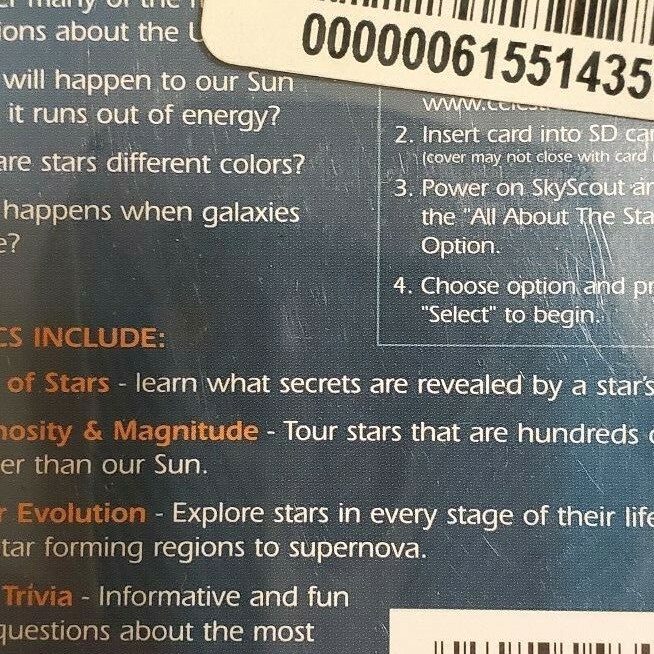 00000061551435
ions about the U
will happen to our Sun
it runs out of energy?
are stars different colors?
happens when galaxies
e?
2. Insert card into SD car
(cover may not close with card
3. Power on SkyScout an
the "All About The Sta
Option.
4. Choose option and pr
"Select" to begin.
CS INCLUDE:
of Stars - learn what secrets are revealed by a star's
nosity & Magnitude - Tour stars that are hundreds o
er than our Sun.
r Evolution - Explore stars in every stage of their life
tar forming regions to supernova.
Trivia - Informative and fun
questions about the most